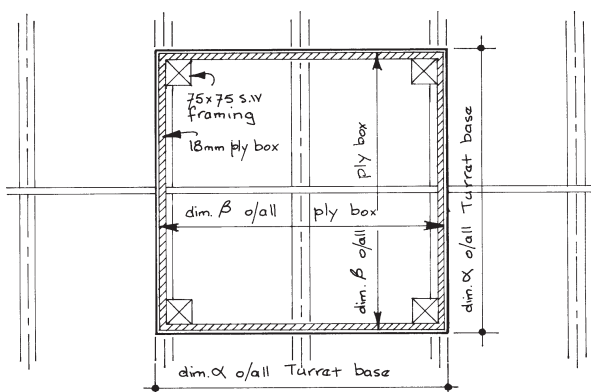 75x75 s.w
framing
18mm ply box
dim. β o/all ply box
dim. β o/all ply box
dim. α o/all Turret base
dim. α o/all Turret base